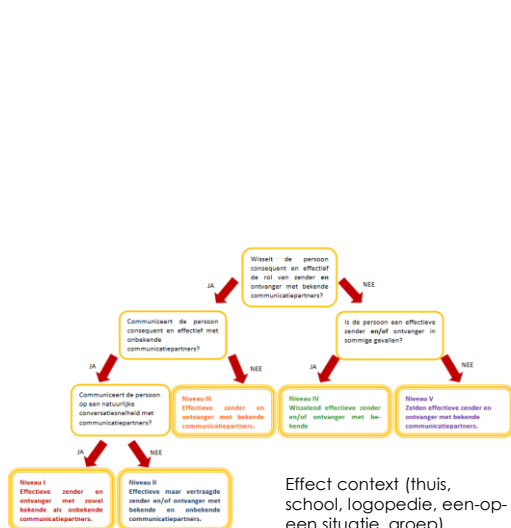 Wisselt de persoon
consequent en effectief
de rol van zender en
ontvanger met bekende
communicatiepartners?
JA
NEE
Communiceert de persoon
consequent en effectief met
onbekende
communicatiepartners?
Is de persoon een effectieve
zender en/of ontvanger in
sommige gevallen?
JA
NEE
JA
NEE
Communiceert de persoon
op een natuurlijke
conversatiesnelheid met
communicatiepartners?
Niveau III
Effectieve zender en
ontvanger met bekende
communicatiepartners.
Niveau IV
Wisselend effectieve zender
en/of ontvanger met be-
kende
Niveau V
Zelden effectieve zender en
ontvanger met bekende
communicatiepartners.
JA
NEE
Niveau I
Effectieve zender en
ontvanger met zowel
bekende als onbekende
communicatiepartners.
Niveau II
Effectieve maar vertraagde
zender en/of ontvanger met
bekende en onbekende
communicatiepartners.
Effect context (thuis,
school, logopedie, een-op-
een situatie, groep)